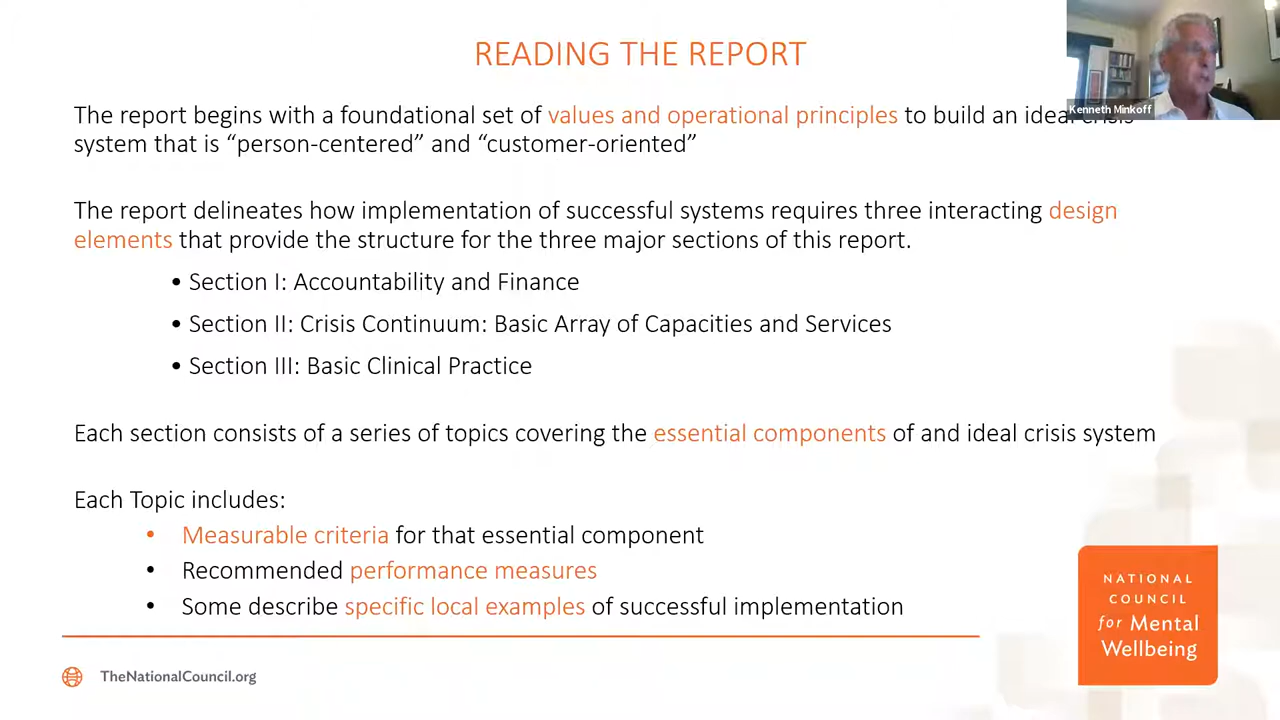 READING THE REPORT
Kenneth Minkoff
The report begins with a foundational set of values and operational principles to build an ideal crisis
system that is “person-centered” and “customer-oriented”
The report delineates how implementation of successful systems requires three interacting design
elements that provide the structure for the three major sections of this report.
• Section I: Accountability and Finance
• Section II: Crisis Continuum: Basic Array of Capacities and Services
• Section III: Basic Clinical Practice
Each section consists of a series of topics covering the essential components of and ideal crisis system
Each Topic includes:
• Measurable criteria for that essential component
• Recommended performance measures
• Some describe specific local examples of successful implementation
NATIONAL
COUNCIL
for Mental
Wellbeing
TheNationalCouncil.org